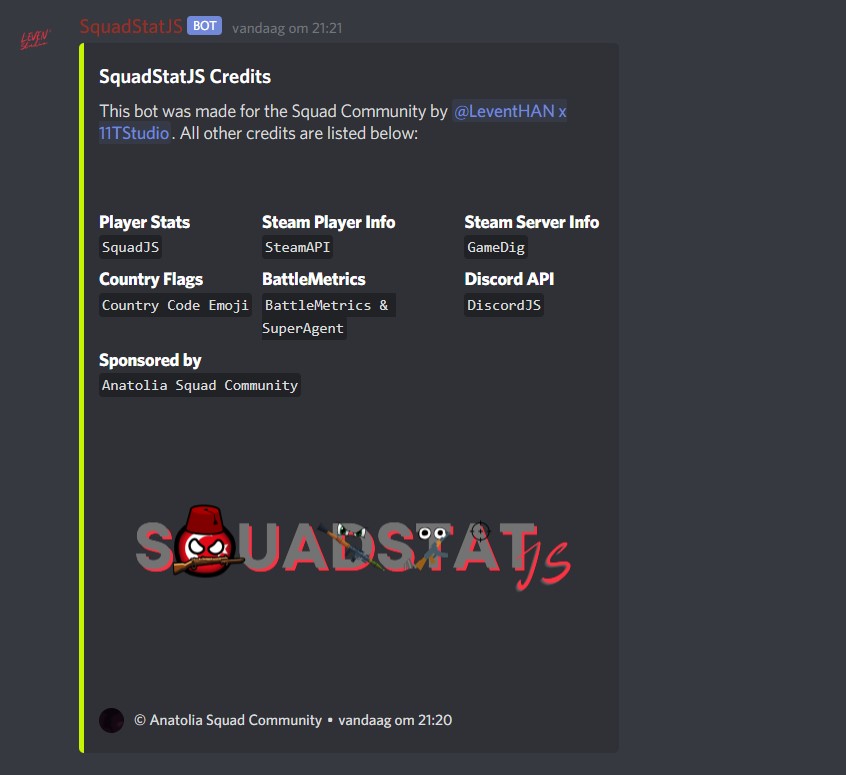 LEVEN
SquadStatJS BOT vandaag om 21:21
SquadStatJS Credits
This bot was made for the Squad Community by @LeventHAN x
11TStudio. All other credits are listed below:
Player Stats Steam Player Info Steam Server Info
SquadJS SteamAPI GameDig
Country Flags BattleMetrics Discord API
Country Code Emoji BattleMetrics & DiscordJS
SuperAgent
Sponsored by
Anatolia Squad Community
SQUADSTATJS
© Anatolia Squad Community • vandaag om 21:20